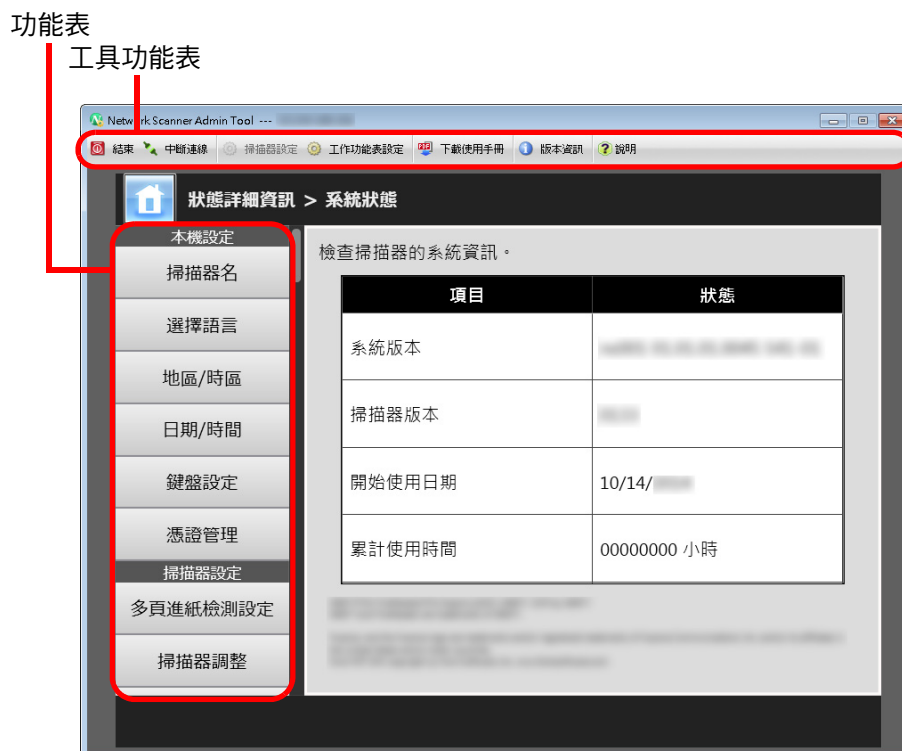 功能表
工具功能表
Network Scanner Admin Tool ---
結束 中斷連線 掃描器設定 工作功能表設定 下載使用手冊 版本資訊 說明
狀態詳細資訊 > 系統狀態
本機設定
掃描器名
選擇語言
地區/時區
日期/時間
鍵盤設定
憑證管理
掃描器設定
多頁進紙檢測設定
掃描器調整
檢查掃描器的系統資訊。
項目 狀態
系統版本
掃描器版本
開始使用日期 10/14/
累計使用時間 00000000 小時